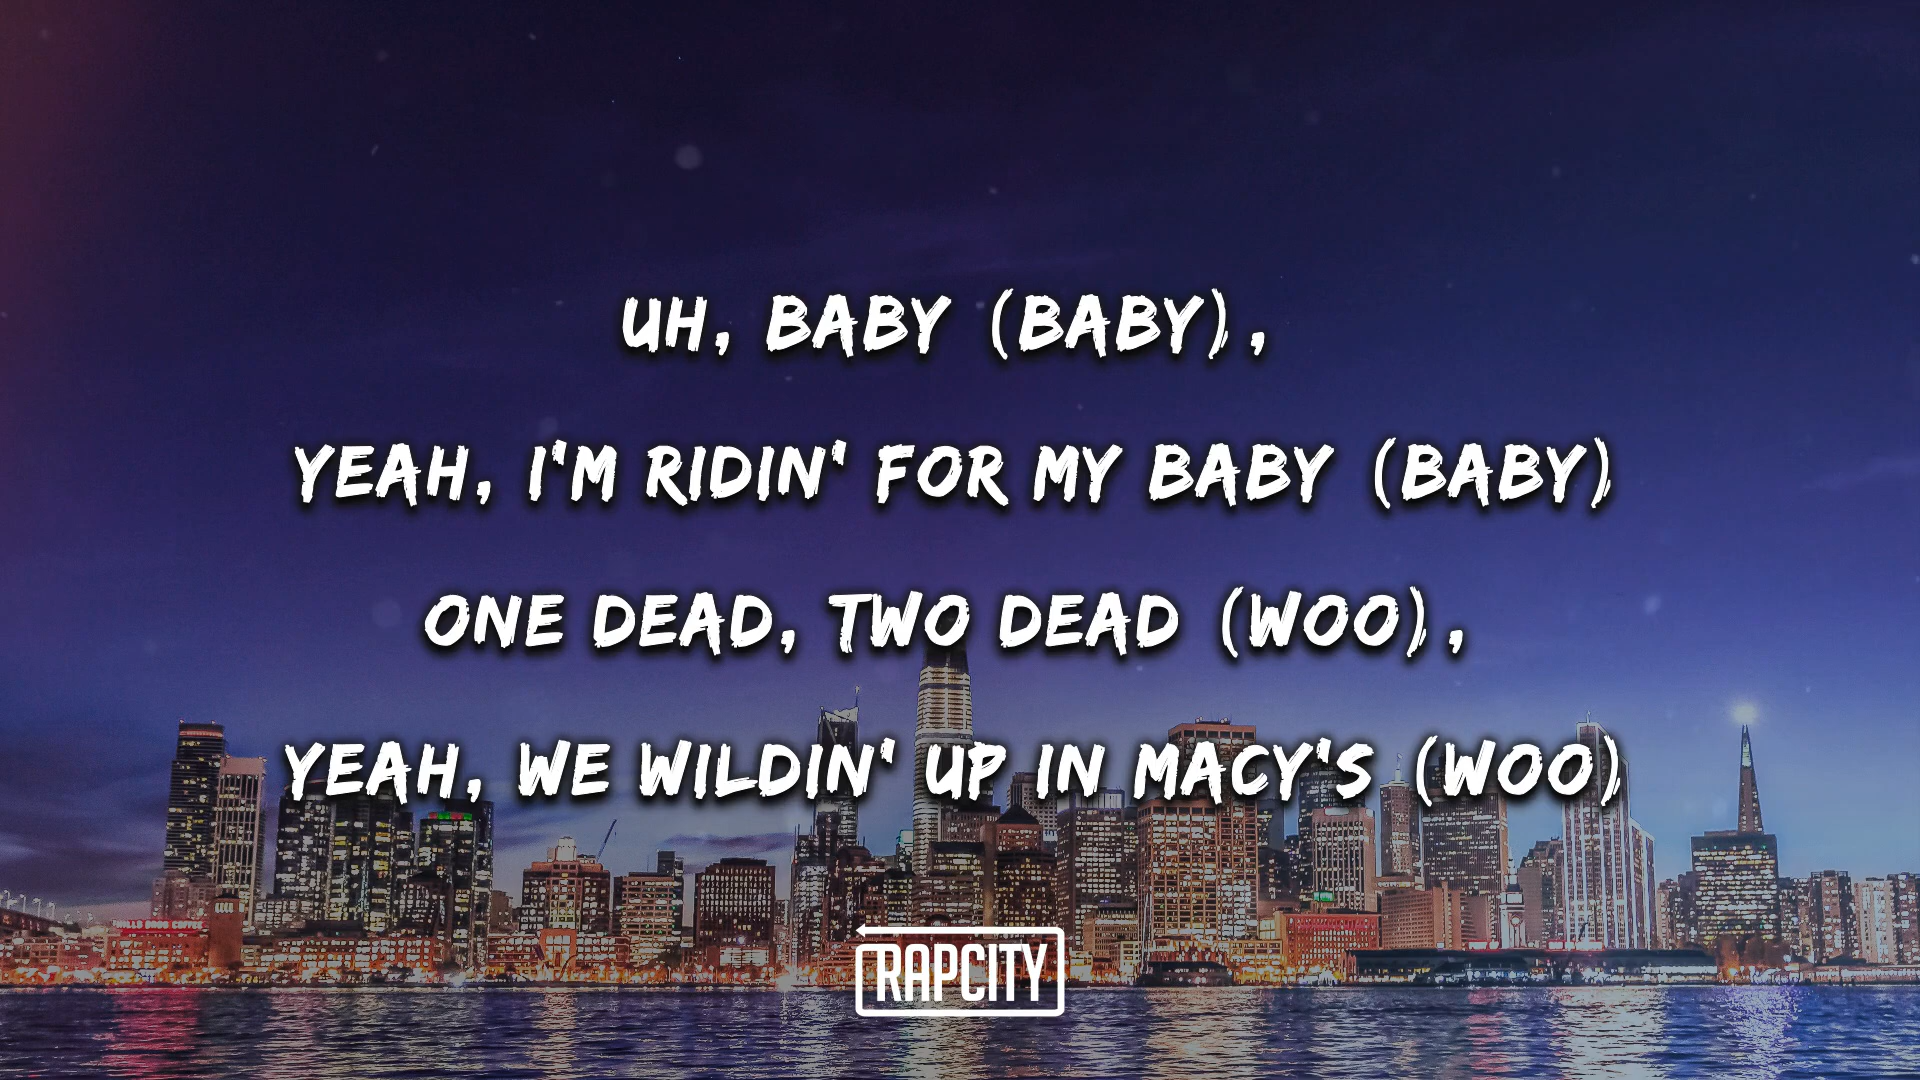 UH, BABY (BABY),
YEAH, I'M RIDIN' FOR MY BABY (BABY)
ONE DEAD, TWO DEAD (WOO),
YEAH, WE WILDIN' UP IN MACY'S (WOO)
RAPCITY